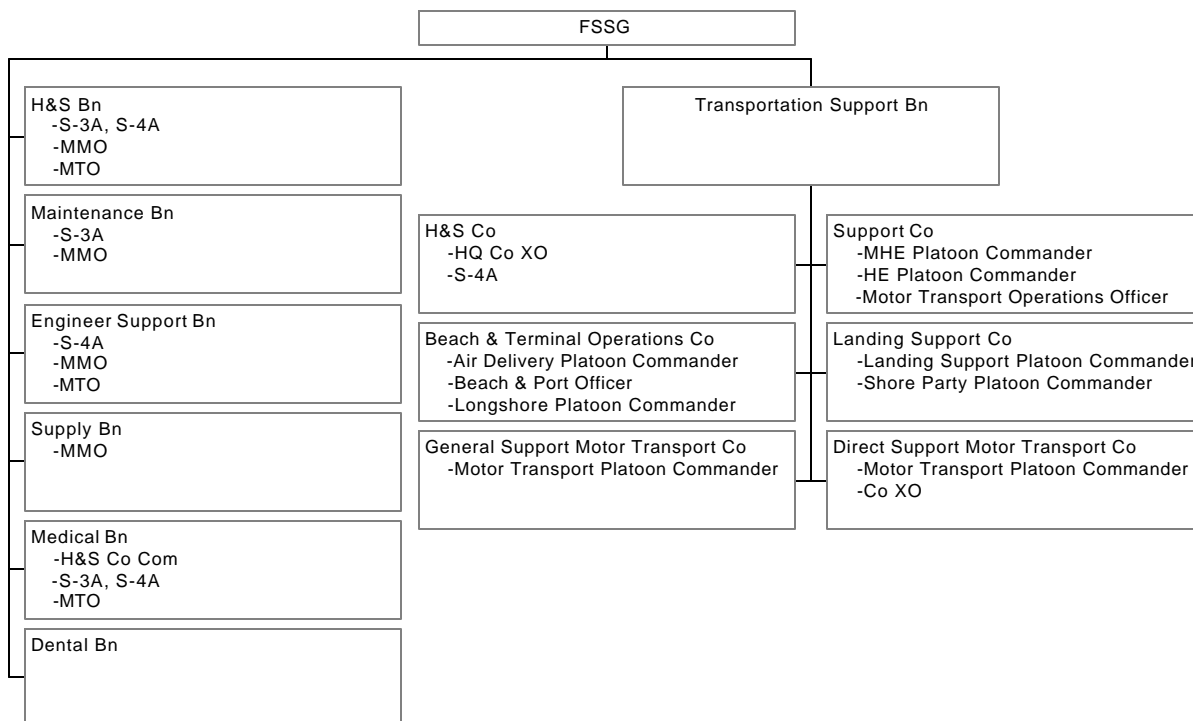 FSSG
H&S Bn
-S-3A, S-4A
-MMO
-MTO
Maintenance Bn
-S-3A
-MMO
Engineer Support Bn
-S-4A
-MMO
-MTO
Supply Bn
-MMO
Medical Bn
-H&S Co Com
-S-3A, S-4A
-MTO
Dental Bn
Transportation Support Bn
H&S Co
-HQ Co XO
-S-4A
Beach & Terminal Operations Co
-Air Delivery Platoon Commander
-Beach & Port Officer
-Longshore Platoon Commander
General Support Motor Transport Co
-Motor Transport Platoon Commander
Support Co
-MHE Platoon Commander
-HE Platoon Commander
-Motor Transport Operations Officer
Landing Support Co
-Landing Support Platoon Commander
-Shore Party Platoon Commander
Direct Support Motor Transport Co
-Motor Transport Platoon Commander
-Co XO